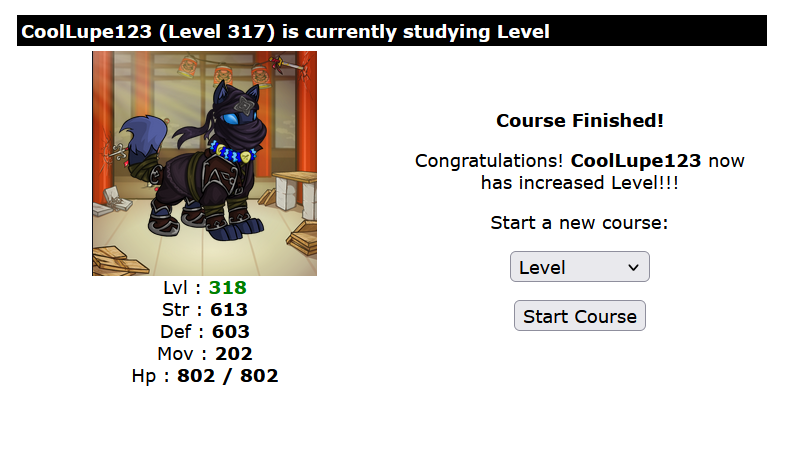 CoolLupe123 (Level 317) is currently studying Level
Course Finished!
Congratulations! CoolLupe123 now
has increased Level!!!
Start a new course:
Level
Start Course
Lvl : 318
Str : 613
Def : 603
Mov : 202
Hp : 802 / 802